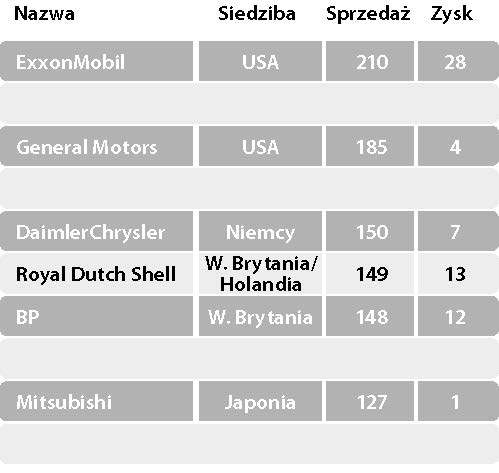 Nazwa Siedziba Sprzedaż Zysk
ExxonMobil USA 210 28
General Motors USA 185 4
DaimlerChrysler Niemcy 150 7
Royal Dutch Shell W. Brytania/ Holandia 149 13
BP W. Brytania 148 12
Mitsubishi Japonia 127 1